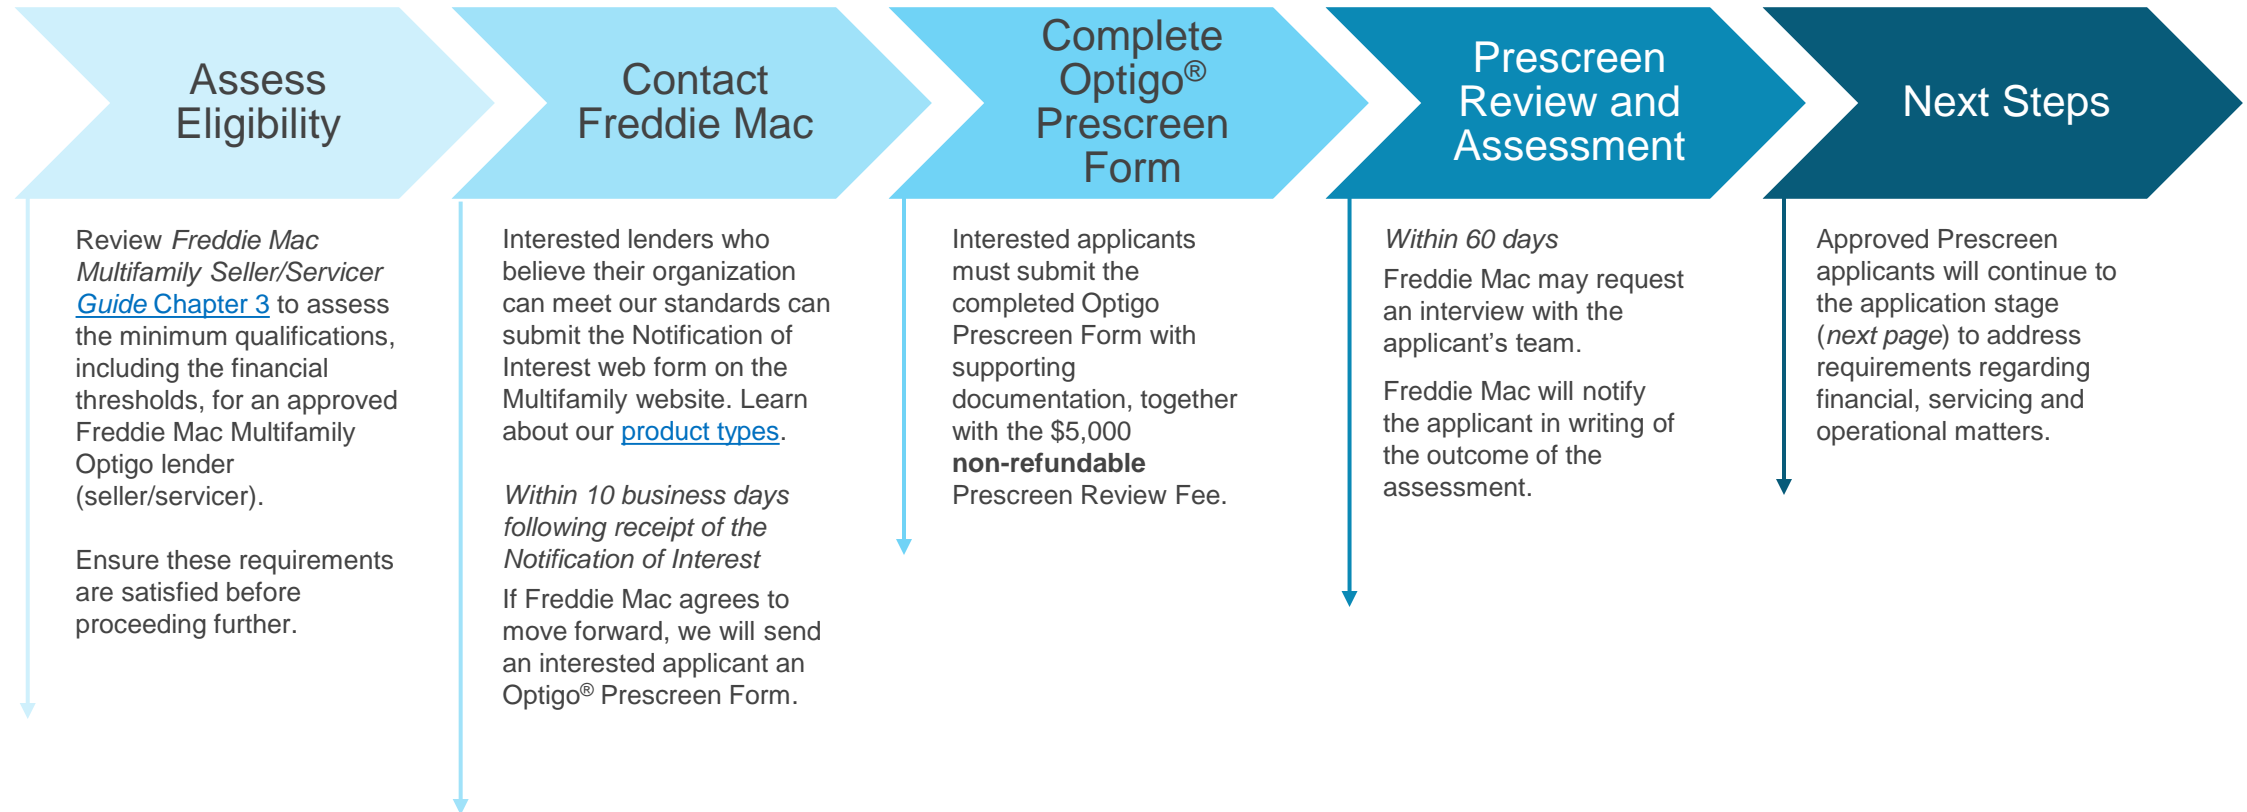 Assess
Eligibility
Review Freddie Mac
Multifamily Seller/Servicer
Guide Chapter 3 to assess
the minimum qualifications,
including the financial
thresholds, for an approved
Freddie Mac Multifamily
Optigo lender
(seller/servicer).
Ensure these requirements
are satisfied before
proceeding further.
Contact
Freddie Mac
Interested lenders who
believe their organization
can meet our standards can
submit the Notification of
Interest web form on the
Multifamily website. Learn
about our product types.
Within 10 business days
following receipt of the
Notification of Interest
If Freddie Mac agrees to
move forward, we will send
an interested applicant an
Optigo® Prescreen Form.
Complete
Optigo®
Prescreen
Form
Interested applicants
must submit the
completed Optigo
Prescreen Form with
supporting
documentation, together
with the $5,000
non-refundable
Prescreen Review Fee.
Prescreen
Review and
Assessment
Within 60 days
Freddie Mac may request
an interview with the
applicant’s team.
Freddie Mac will notify
the applicant in writing of
the outcome of the
assessment.
Next Steps
Approved Prescreen
applicants will continue to
the application stage
(next page) to address
requirements regarding
financial, servicing and
operational matters.